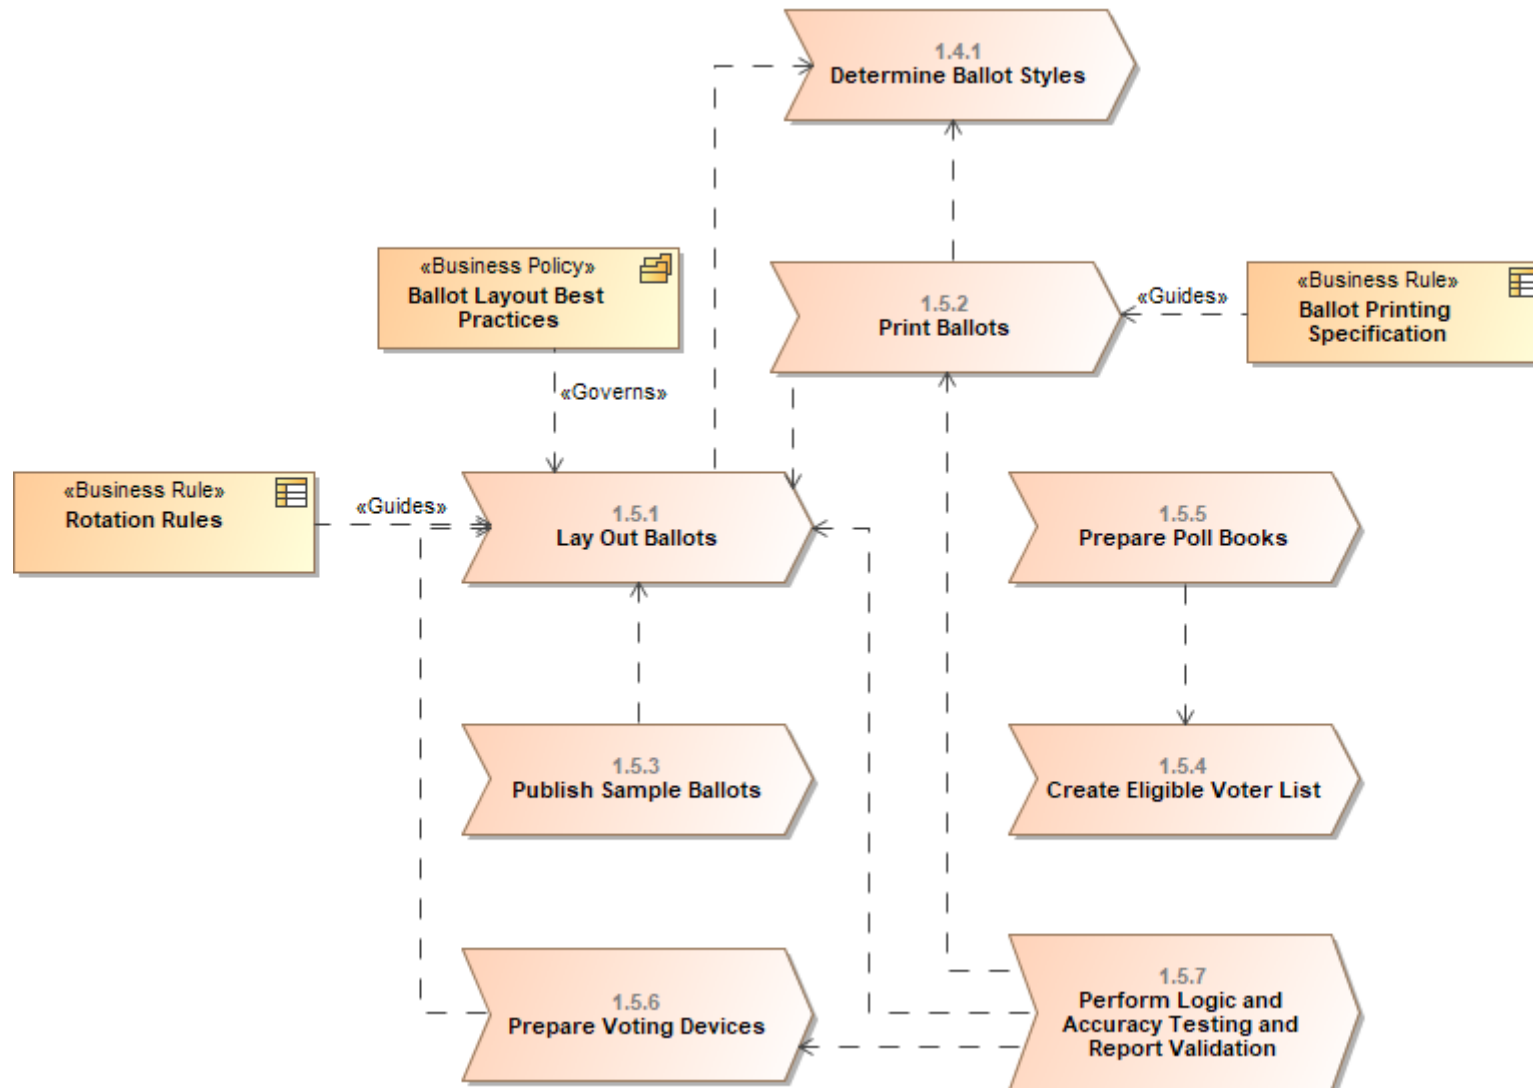 1.4.1
Determine Ballot Styles
«Business Policy»
Ballot Layout Best
Practices
1.5.2
Print Ballots
«Guides»
«Business Rule»
Ballot Printing
Specification
«Governs»
«Business Rule»
Rotation Rules
«Guides»
1.5.1
Lay Out Ballots
1.5.5
Prepare Poll Books
1.5.3
Publish Sample Ballots
1.5.4
Create Eligible Voter List
1.5.6
Prepare Voting Devices
1.5.7
Perform Logic and
Accuracy Testing and
Report Validation